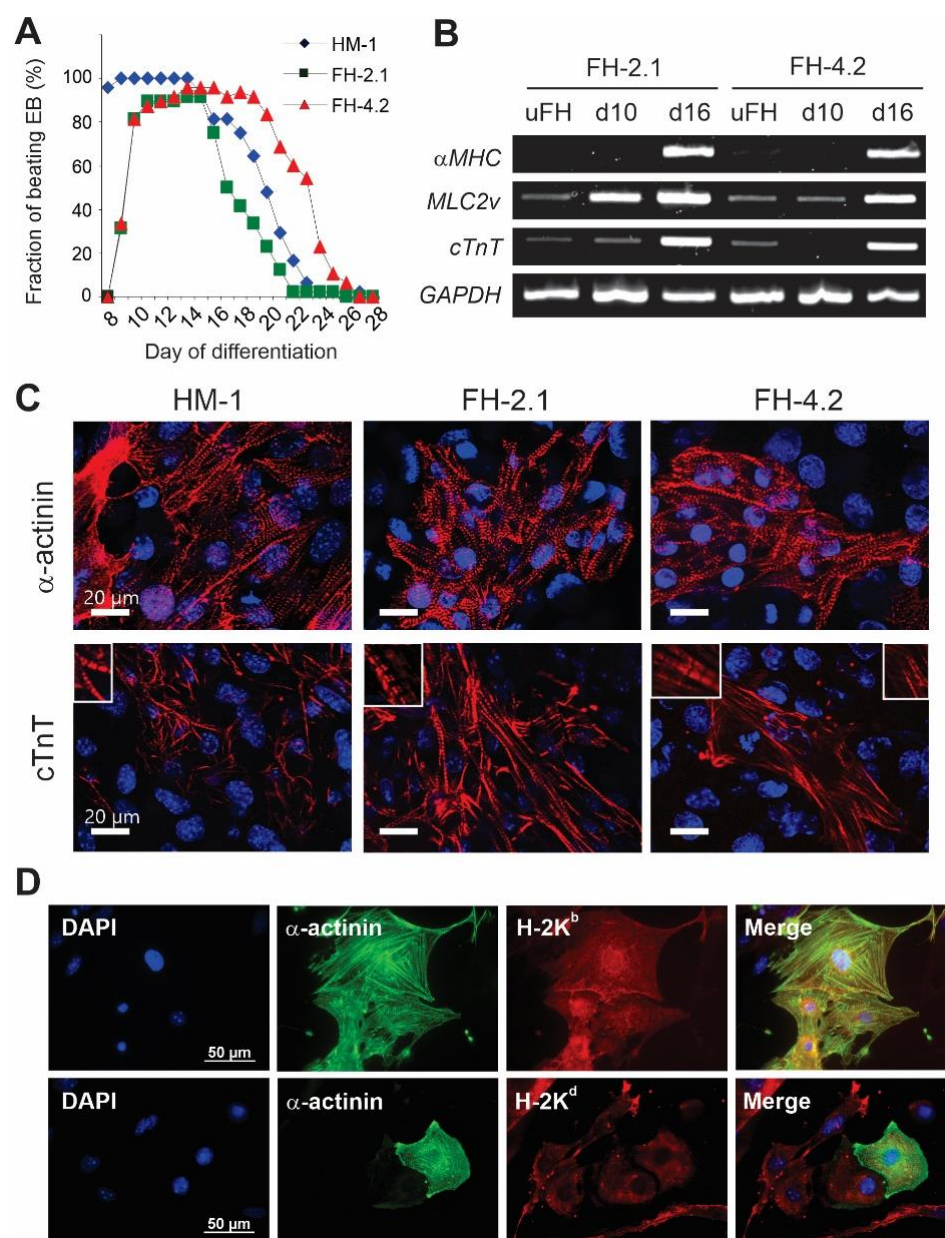 A
Fraction of beating EB (%)
100
80
60
40
20
0
8 10 12 14 16 18 20 22 24 26 28
Day of differentiation
HM-1
FH-2.1
FH-4.2
B
FH-2.1 FH-4.2
uFH d10 d16 uFH d10 d16
αMHC
MLC2v
cTnT
GAPDH
C
HM-1 FH-2.1 FH-4.2
α-actinin
20 µm
cTnT
20 µm
D
DAPI α-actinin H-2Kᵇ Merge
50 µm
DAPI α-actinin H-2Kᵈ Merge
50 µm